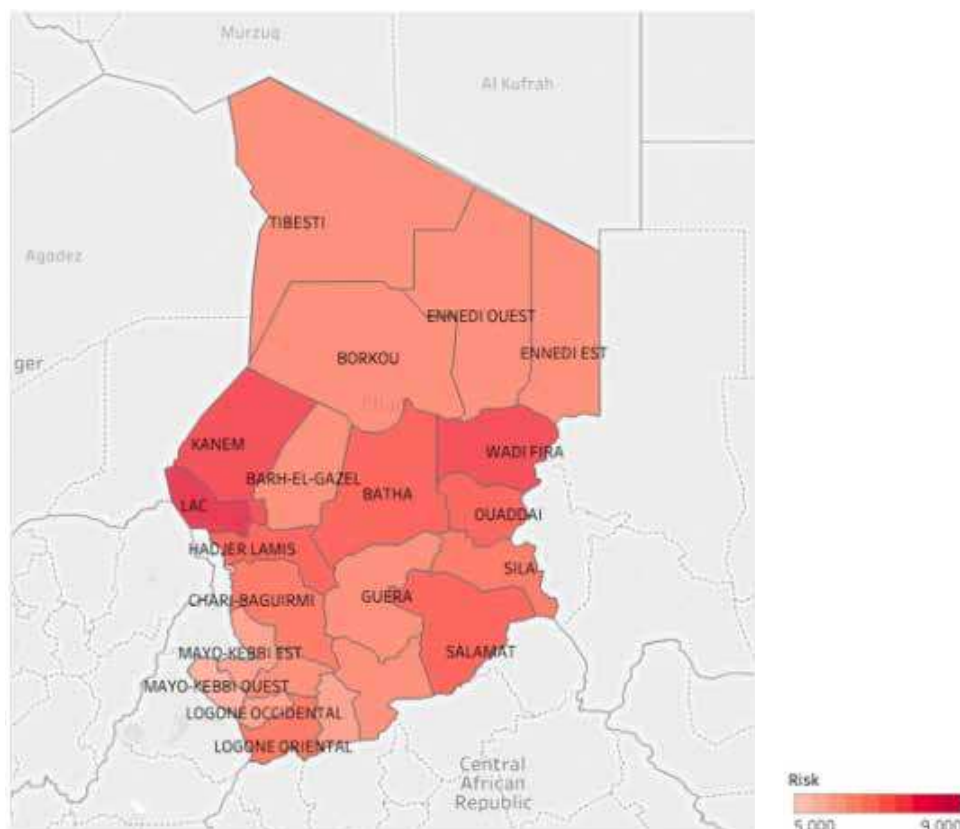 Murzuq
Al Kufrah
TIBESTI
Agadez
ENNEDI OUEST
ger
BORKOU
ENNEDI EST
KANEM
WADI FIRA
BARH-EL-GAZEL
BATHA
LAC
OUADDAI
HADJER LAMIS
SILA
CHARI-BAGUIRMI
GUERA
MAYO-KEBBI EST
SALAMAT
MAYO-KEBBI OUEST
LOGONE OCCIDENTAL
LOGONE ORIENTAL
Central
African
Republic
Risk
5,000
9,000